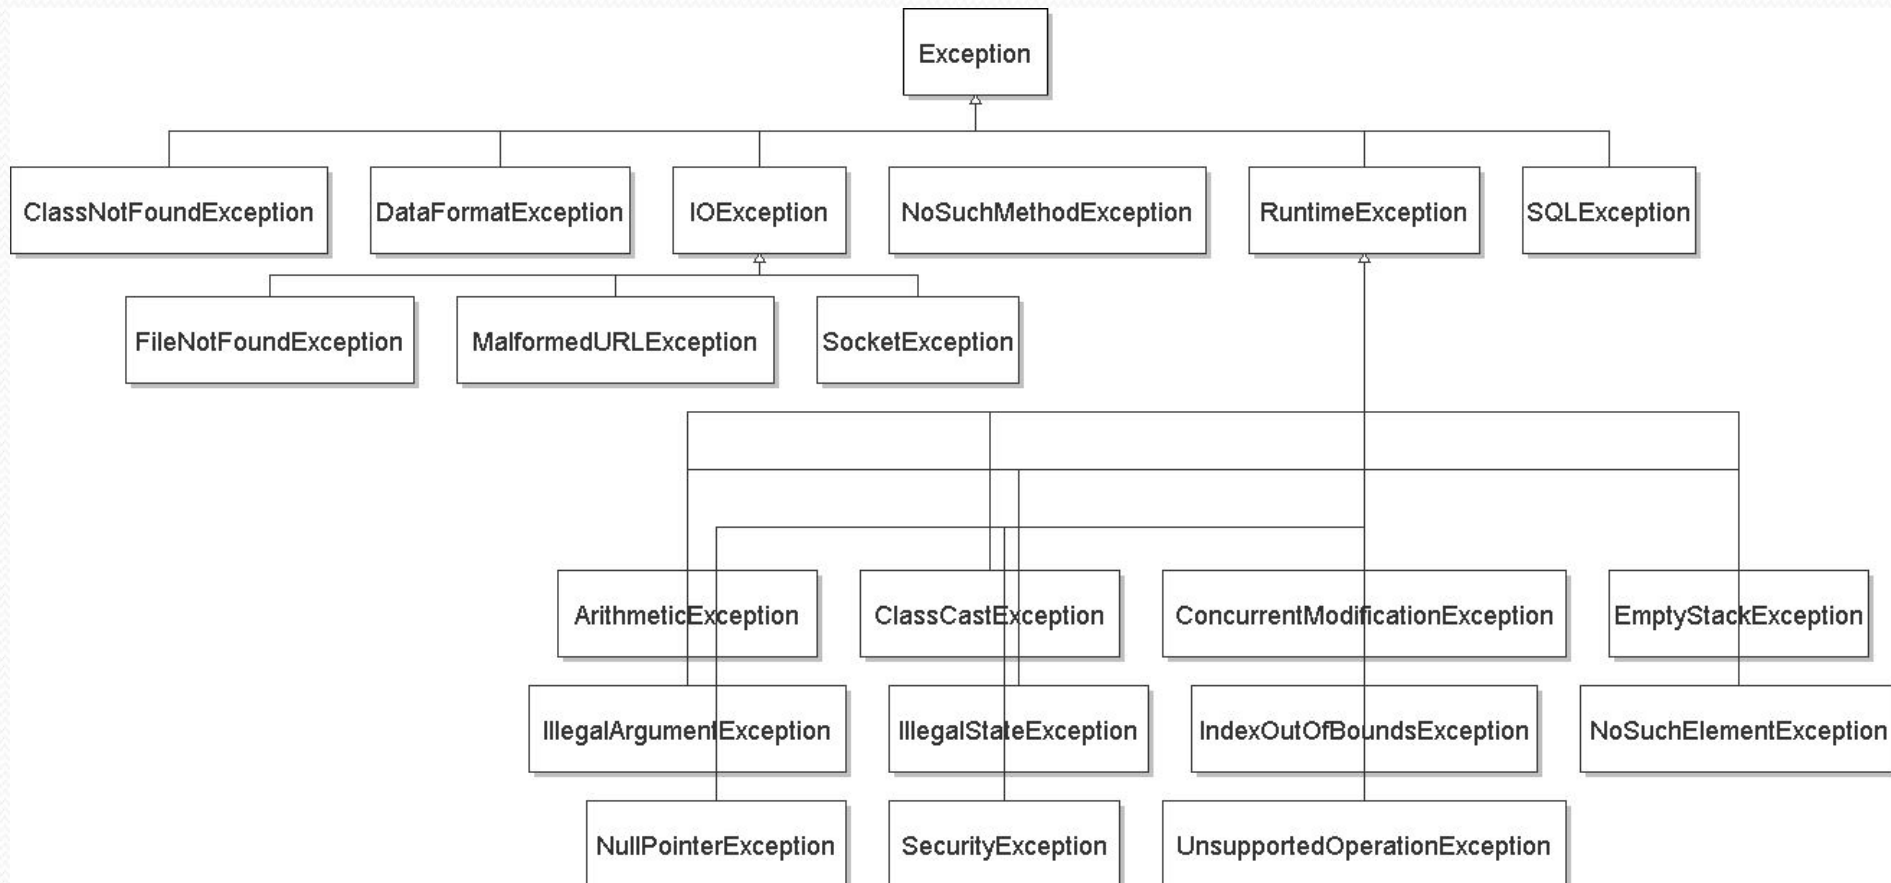 Exception
ClassNotFoundException
DataFormatException
IOException
NoSuchMethodException
RuntimeException
SQLException
FileNotFoundException
MalformedURLException
SocketException
ArithmeticException
ClassCastException
ConcurrentModificationException
EmptyStackException
IllegalArgumentException
IllegalStateException
IndexOutOfBoundsException
NoSuchElementException
NullPointerException
SecurityException
UnsupportedOperationException